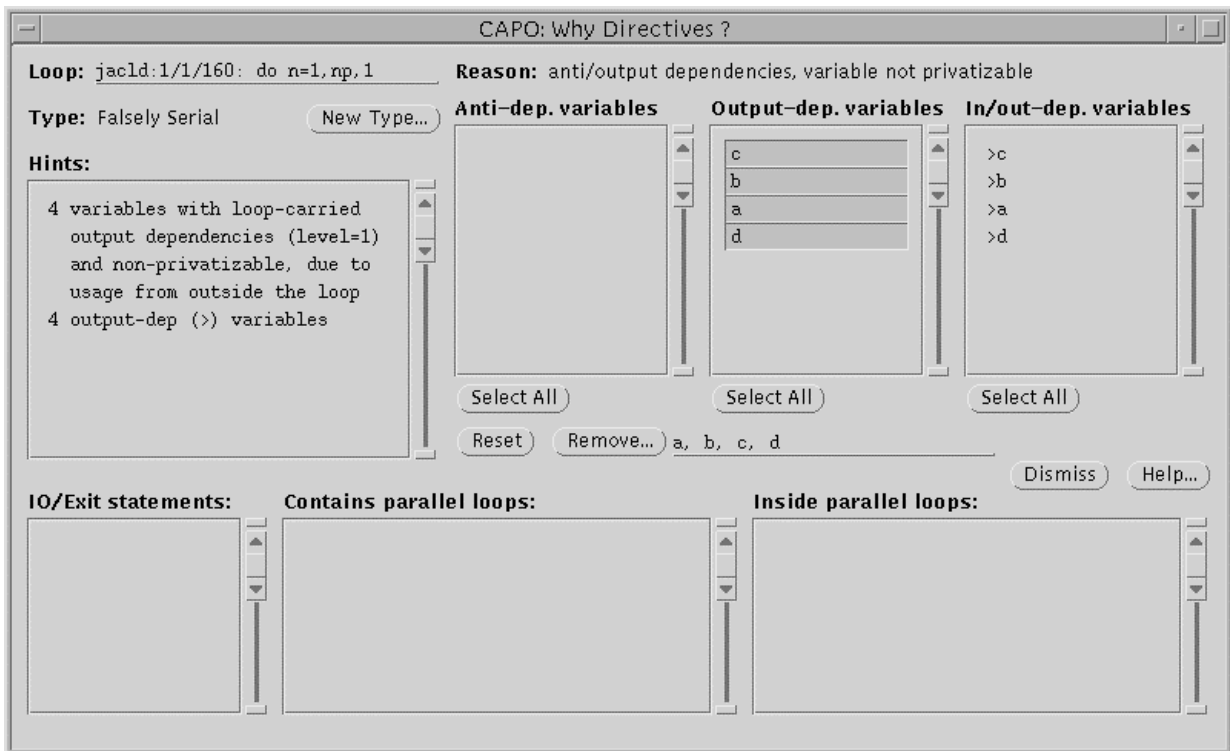 CAPO: Why Directives ?
Loop: jacld:1/1/160: do n=1,np,1
Reason: anti/output dependencies, variable not privatizable
Type: Falsely Serial
New Type...
Anti-dep. variables
Output-dep. variables
In/out-dep. variables
Hints:
4 variables with loop-carried
output dependencies (level=1)
and non-privatizable, due to
usage from outside the loop
4 output-dep (>) variables
c
b
a
d
>c
>b
>a
>d
Select All
Select All
Select All
Reset
Remove...
a, b, c, d
Dismiss
Help...
IO/Exit statements:
Contains parallel loops:
Inside parallel loops: